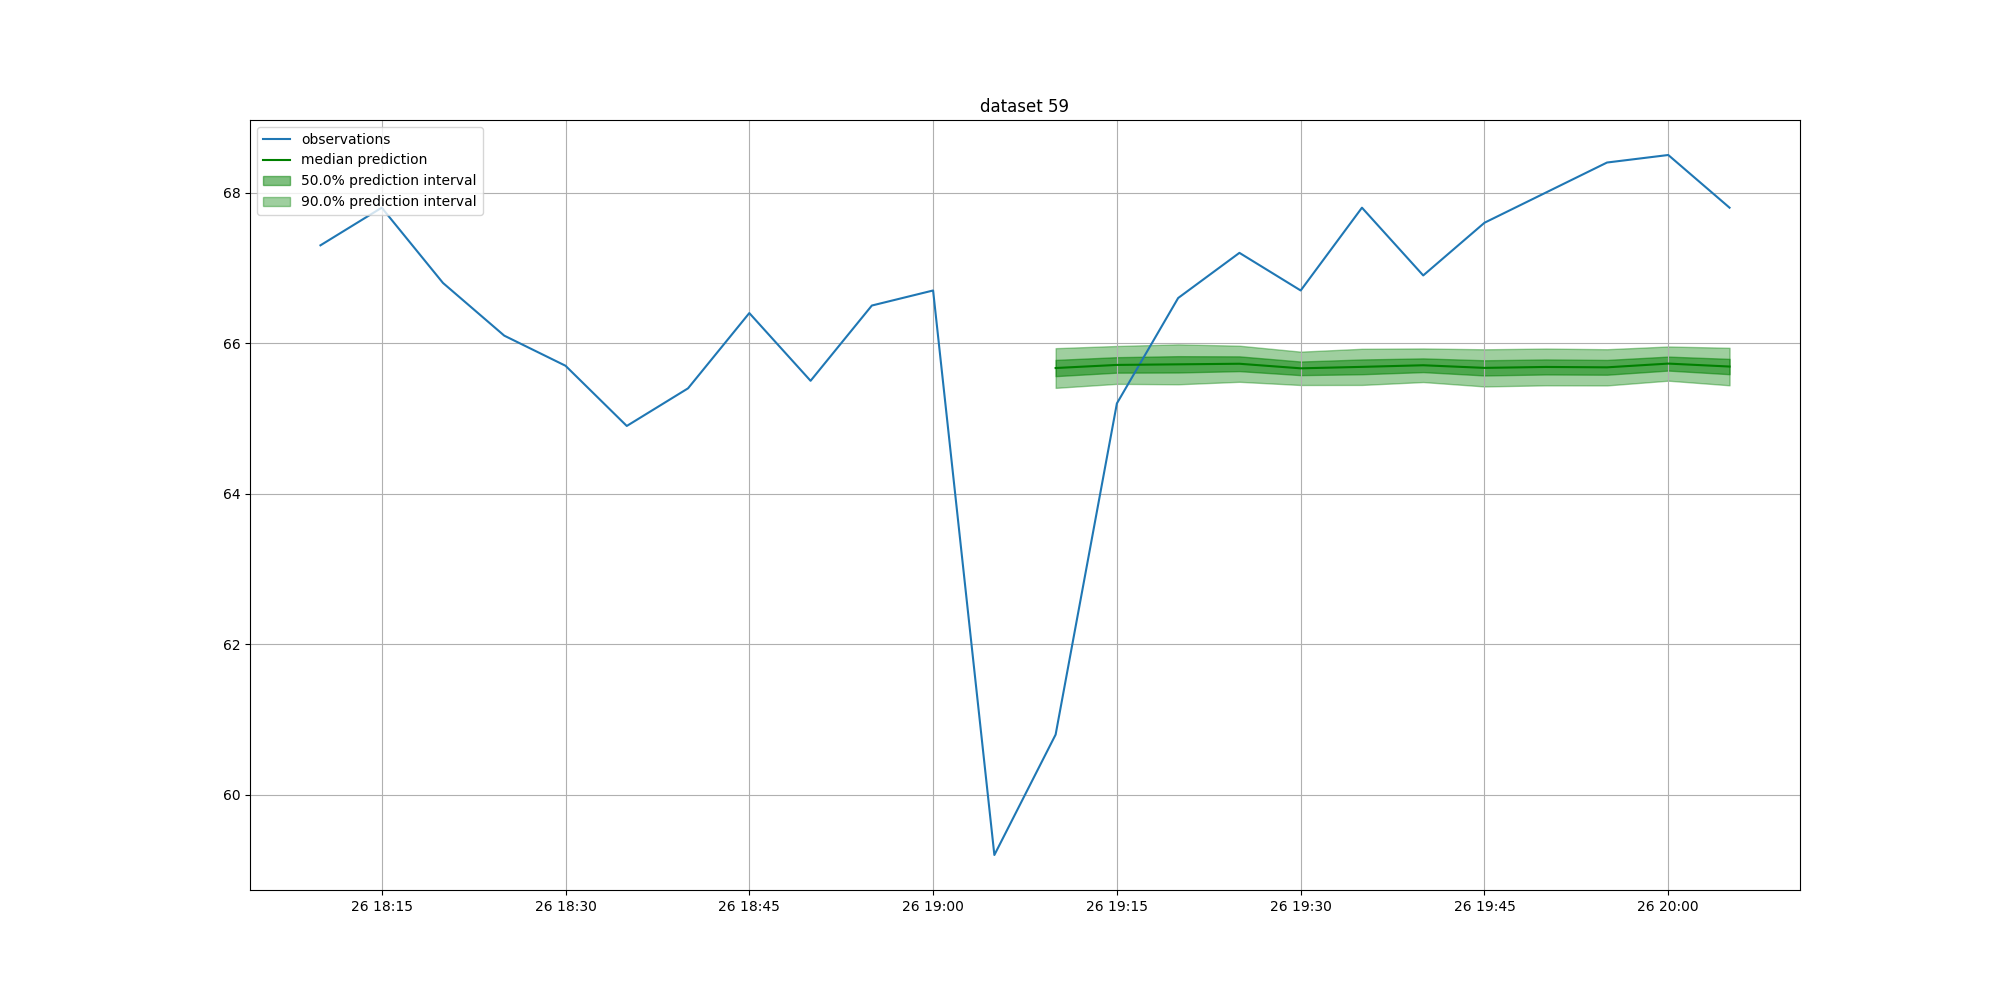 dataset 59
observations
median prediction
50.0% prediction interval
90.0% prediction interval
68
66
64
62
60
26 18:15 26 18:30 26 18:45 26 19:00 26 19:15 26 19:30 26 19:45 26 20:00